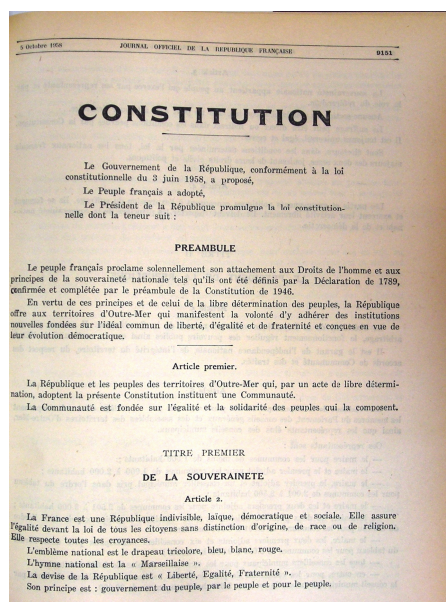 5 Octobre 1958 JOURNAL OFFICIEL DE LA REPUBLIQUE FRANÇAISE 9151
CONSTITUTION
Le Gouvernement de la République, conformément à la loi
constitutionnelle du 3 juin 1958, a proposé,
Le Peuple français a adopté,
Le Président de la République promulgue la loi constitution-
nelle dont la teneur suit :
PREAMBULE
Le peuple français proclame solennellement son attachement aux Droits de l'homme et aux
principes de la souveraineté nationale tels qu'ils ont été définis par la Déclaration de 1789,
confirmée et complétée par le préambule de la Constitution de 1946.
En vertu de ces principes et de celui de la libre détermination des peuples, la République
offre aux territoires d'Outre-Mer qui manifestent la volonté d'y adhérer des institutions
nouvelles fondées sur l'idéal commun de liberté, d'égalité et de fraternité et conçues en vue de
leur évolution démocratique.
Article premier.
La République et les peuples des territoires d'Outre-Mer qui, par un acte de libre détermi-
nation, adoptent la présente Constitution instituent une Communauté.
La Communauté est fondée sur l'égalité et la solidarité des peuples qui la composent.
TITRE PREMIER
DE LA SOUVERAINETE
Article 2.
La France est une République indivisible, laïque, démocratique et sociale. Elle assure
l'égalité devant la loi de tous les citoyens sans distinction d'origine, de race ou de religion.
Elle respecte toutes les croyances.
L'emblème national est le drapeau tricolore, bleu, blanc, rouge.
L'hymne national est la « Marseillaise ».
La devise de la République est « Liberté, Egalité, Fraternité ».
Son principe est : gouvernement du peuple, par le peuple et pour le peuple.